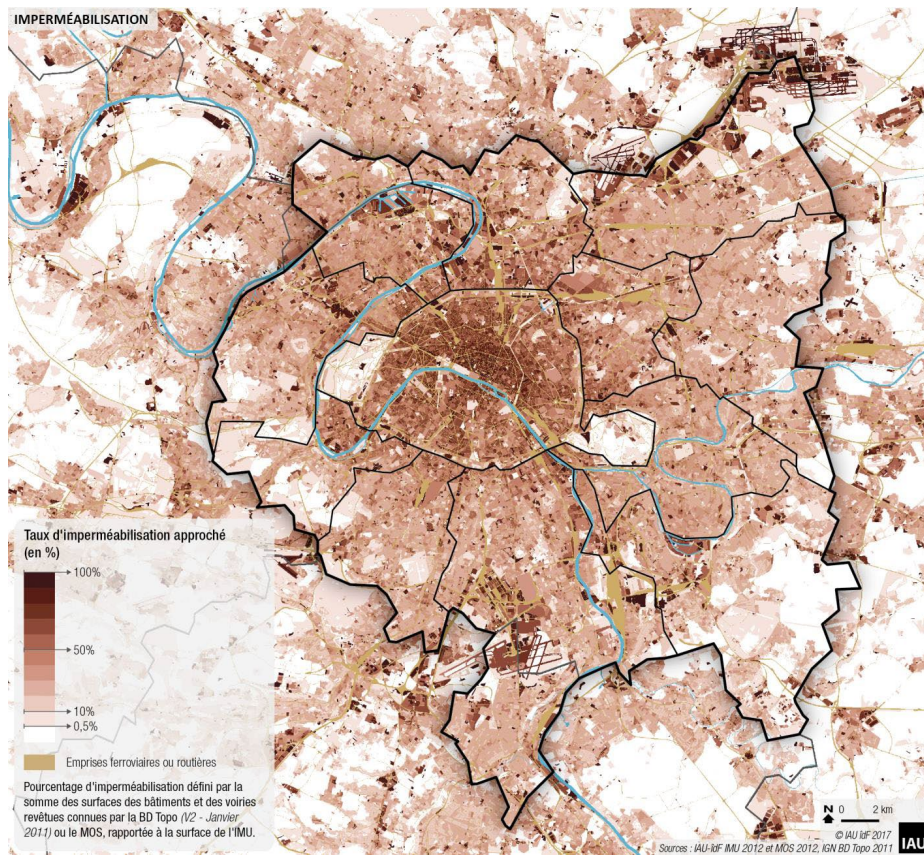 IMPERMÉABILISATION
Taux d'imperméabilisation approché
(en %)
100%
50%
10%
0,5%
Emprises ferroviaires ou routières
Pourcentage d'imperméabilisation défini par la
somme des surfaces des bâtiments et des voiries
revêtues connues par la BD Topo (V2 - Janvier
2011) ou le MOS, rapportée à la surface de l'IMU.
N 0 2 km
© IAU îdF 2017
Sources : IAU-îdF IMU 2012 et MOS 2012, IGN BD Topo 2011
IAU